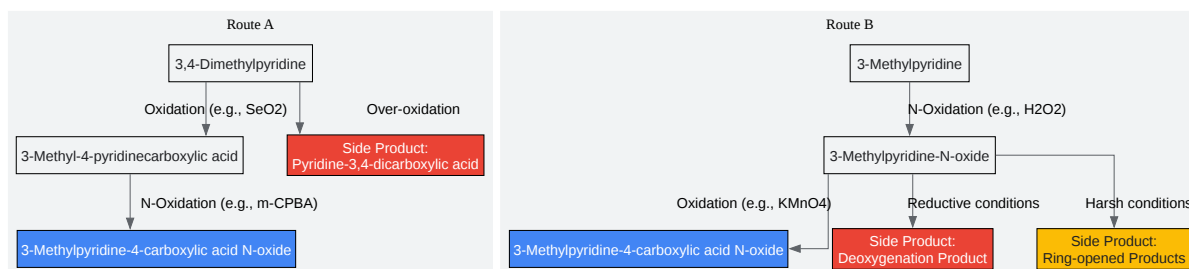 Route A
3,4-Dimethylpyridine
Oxidation (e.g., SeO2)
Over-oxidation
3-Methyl-4-pyridinecarboxylic acid
Side Product:
Pyridine-3,4-dicarboxylic acid
N-Oxidation (e.g., m-CPBA)
3-Methylpyridine-4-carboxylic acid N-oxide
Route B
3-Methylpyridine
N-Oxidation (e.g., H2O2)
3-Methylpyridine-N-oxide
Oxidation (e.g., KMnO4)
Reductive conditions
Harsh conditions
3-Methylpyridine-4-carboxylic acid N-oxide
Side Product:
Deoxygenation Product
Side Product:
Ring-opened Products